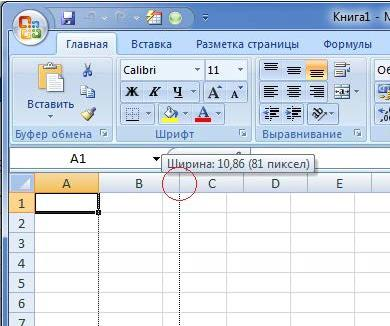 Книга1 - M
Главная Вставка Разметка страницы Формулы
Вставить
Calibri 11
Ж К Ч A A
Об
Буфер обмена Шрифт Выравнивание
A1 Ширина: 10,86 (81 пиксел)
A B C D E
1
2
3
4
5
6
7